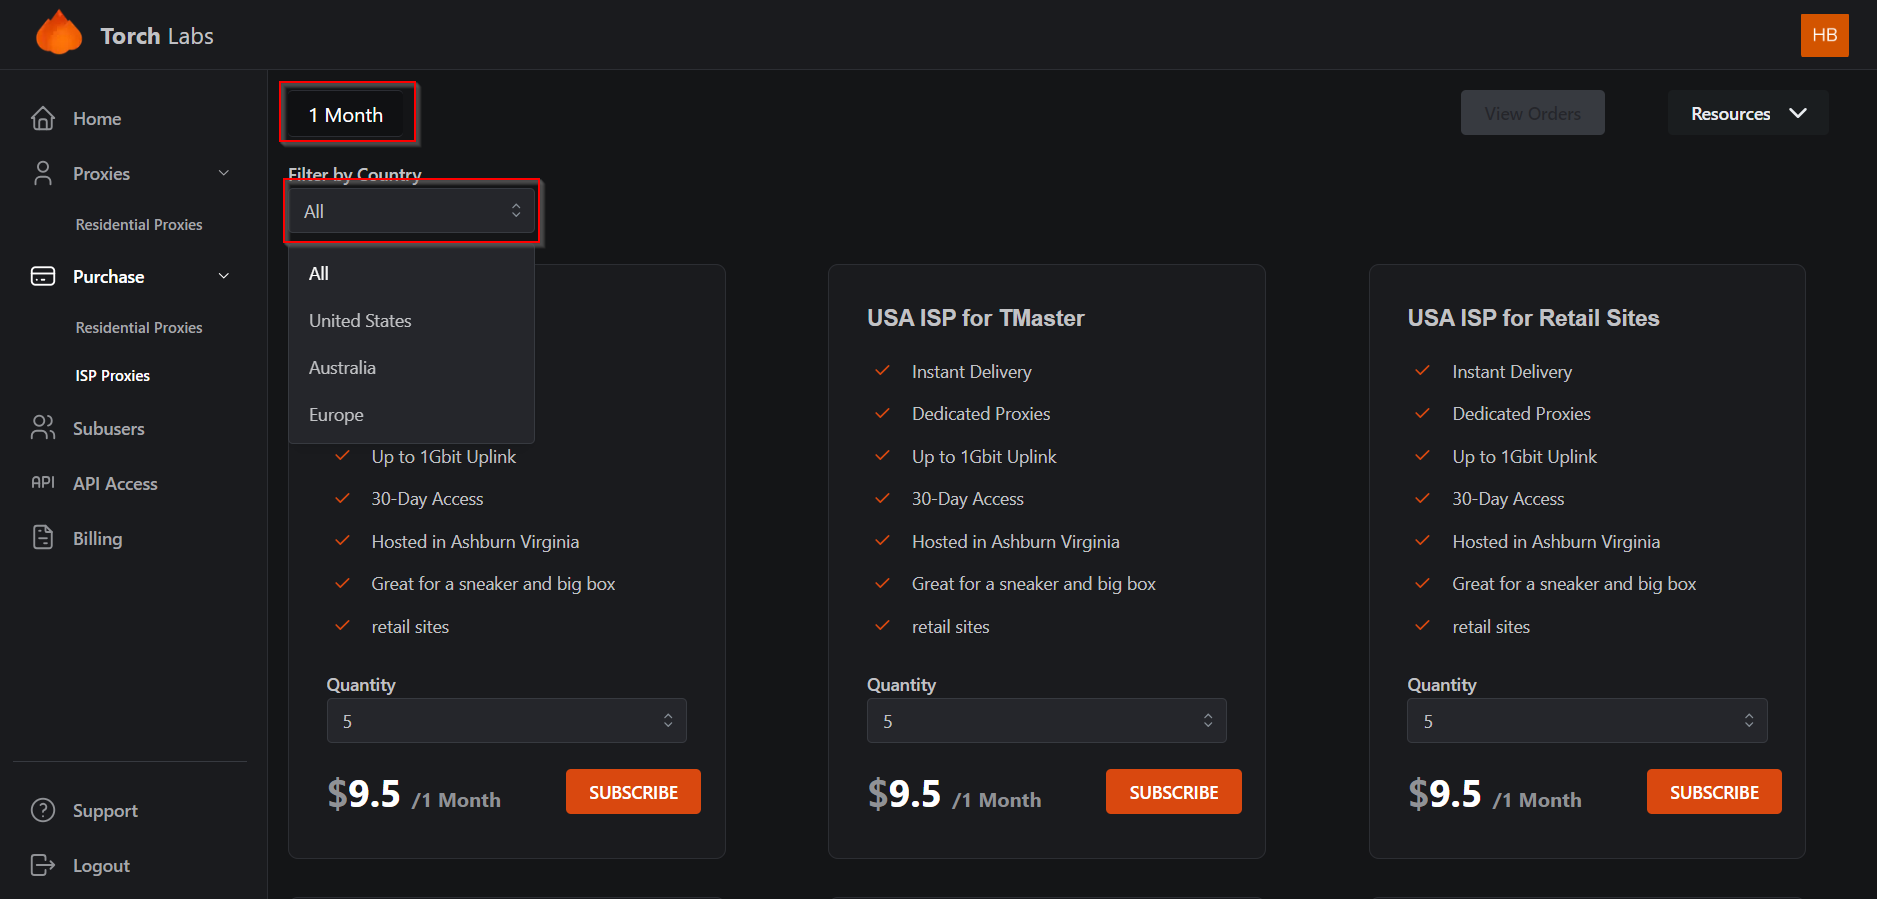 Torch Labs
HB
Home
Proxies
Residential Proxies
Purchase
Residential Proxies
ISP Proxies
Subusers
API API Access
Billing
Support
Logout
1 Month
View Orders
Resources
Filter by Country
All
All
United States
Australia
Europe
Up to 1Gbit Uplink
30-Day Access
Hosted in Ashburn Virginia
Great for a sneaker and big box
retail sites
Quantity
5
$9.5 /1 Month
SUBSCRIBE
USA ISP for TMaster
Instant Delivery
Dedicated Proxies
Up to 1Gbit Uplink
30-Day Access
Hosted in Ashburn Virginia
Great for a sneaker and big box
retail sites
Quantity
5
$9.5 /1 Month
SUBSCRIBE
USA ISP for Retail Sites
Instant Delivery
Dedicated Proxies
Up to 1Gbit Uplink
30-Day Access
Hosted in Ashburn Virginia
Great for a sneaker and big box
retail sites
Quantity
5
$9.5 /1 Month
SUBSCRIBE